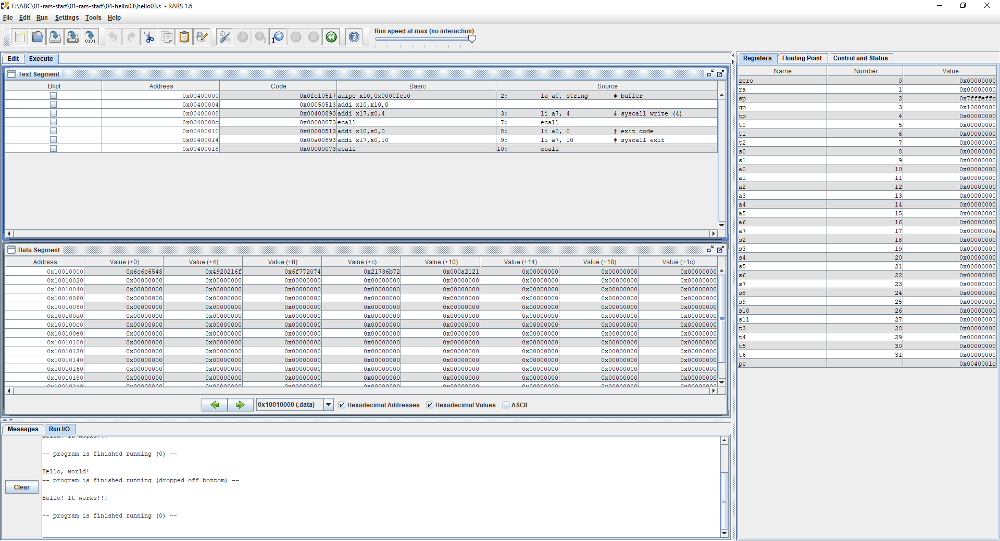 F:\ABC\01-rars-start\01-rars-start\04-hello03\hello03.s - RARS 1.6
File Edit Run Settings Tools Help
Run speed at max (no interaction)
Edit Execute
Text Segment
Bkpt Address Code Basic Source
0x00400000 0x0fc10517 auipc x10,0x0000fc10 2: la a0, string # buffer
0x00400004 0x00050513 addi x10,x10,0
0x00400008 0x00400893 addi x17,x0,4 3: li a7, 4 # syscall write (4)
0x0040000c 0x00000073 ecall 7: ecall
0x00400010 0x00000513 addi x10,x0,0 8: li a0, 0 # exit code
0x00400014 0x00a00893 addi x17,x0,10 9: li a7, 10 # syscall exit
0x00400018 0x00000073 ecall 10: ecall
Data Segment
Address Value (+0) Value (+4) Value (+8) Value (+c) Value (+10) Value (+14) Value (+18) Value (+1c)
0x10010000 0x6c6c6548 0x4920216f 0x6f772074 0x21736b72 0x000a2121 0x00000000 0x00000000 0x00000000
0x10010020 0x00000000 0x00000000 0x00000000 0x00000000 0x00000000 0x00000000 0x00000000 0x00000000
0x10010040 0x00000000 0x00000000 0x00000000 0x00000000 0x00000000 0x00000000 0x00000000 0x00000000
0x10010060 0x00000000 0x00000000 0x00000000 0x00000000 0x00000000 0x00000000 0x00000000 0x00000000
0x10010080 0x00000000 0x00000000 0x00000000 0x00000000 0x00000000 0x00000000 0x00000000 0x00000000
0x100100a0 0x00000000 0x00000000 0x00000000 0x00000000 0x00000000 0x00000000 0x00000000 0x00000000
0x100100c0 0x00000000 0x00000000 0x00000000 0x00000000 0x00000000 0x00000000 0x00000000 0x00000000
0x100100e0 0x00000000 0x00000000 0x00000000 0x00000000 0x00000000 0x00000000 0x00000000 0x00000000
0x10010100 0x00000000 0x00000000 0x00000000 0x00000000 0x00000000 0x00000000 0x00000000 0x00000000
0x10010120 0x00000000 0x00000000 0x00000000 0x00000000 0x00000000 0x00000000 0x00000000 0x00000000
0x10010140 0x00000000 0x00000000 0x00000000 0x00000000 0x00000000 0x00000000 0x00000000 0x00000000
0x10010160 0x00000000 0x00000000 0x00000000 0x00000000 0x00000000 0x00000000 0x00000000 0x00000000
0x10010180 0x00000000 0x00000000 0x00000000 0x00000000 0x00000000 0x00000000 0x00000000 0x00000000
0x100101a0 0x00000000 0x00000000 0x00000000 0x00000000 0x00000000 0x00000000 0x00000000 0x00000000
0x10010000 (.data) Hexadecimal Addresses Hexadecimal Values ASCII
Messages Run I/O
Clear
Hello! It works!!!
-- program is finished running (0) --
Hello, world!
-- program is finished running (dropped off bottom) --
Hello! It works!!!
-- program is finished running (0) --
Registers Floating Point Control and Status
Name Number Value
zero 0 0x00000000
ra 1 0x00000000
sp 2 0x7fffeffc
gp 3 0x10008000
tp 4 0x00000000
t0 5 0x00000000
t1 6 0x00000000
t2 7 0x00000000
s0 8 0x00000000
s1 9 0x00000000
a0 10 0x00000000
a1 11 0x00000000
a2 12 0x00000000
a3 13 0x00000000
a4 14 0x00000000
a5 15 0x00000000
a6 16 0x00000000
a7 17 0x0000000a
s2 18 0x00000000
s3 19 0x00000000
s4 20 0x00000000
s5 21 0x00000000
s6 22 0x00000000
s7 23 0x00000000
s8 24 0x00000000
s9 25 0x00000000
s10 26 0x00000000
s11 27 0x00000000
t3 28 0x00000000
t4 29 0x00000000
t5 30 0x00000000
t6 31 0x00000000
pc 0x0040001c